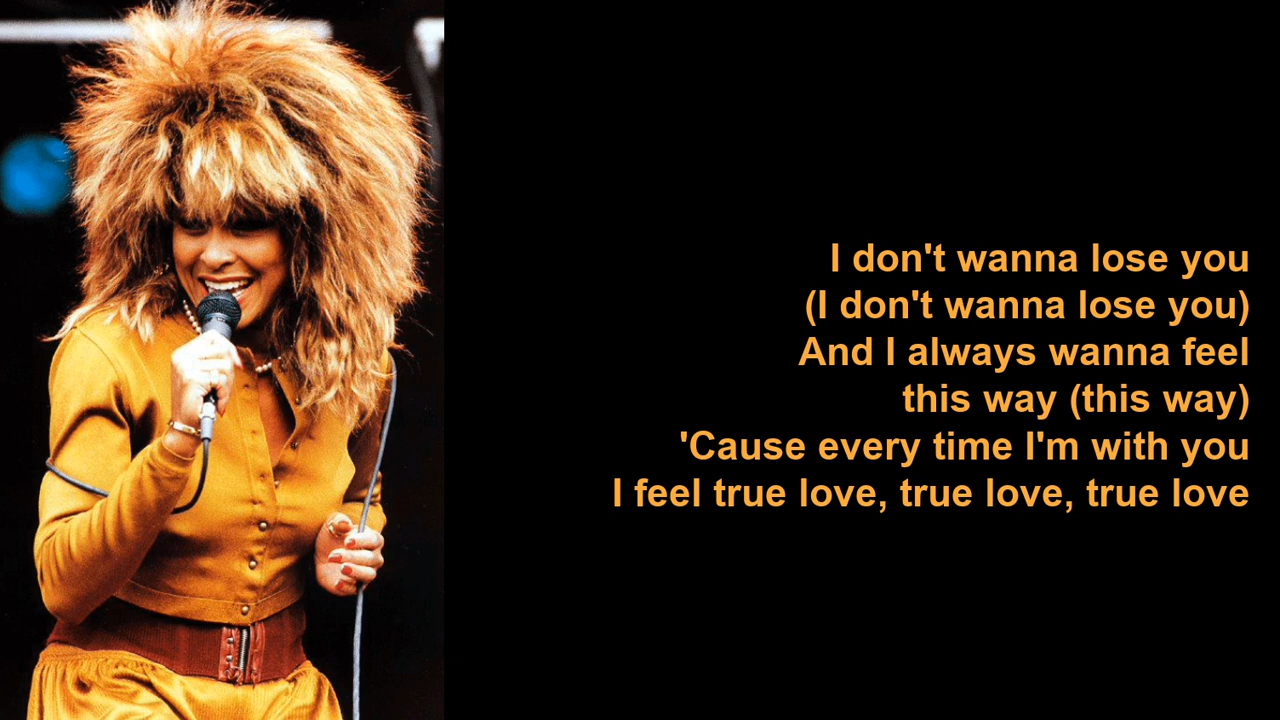 I don't wanna lose you
(I don't wanna lose you)
And I always wanna feel
this way (this way)
'Cause every time I'm with you
I feel true love, true love, true love